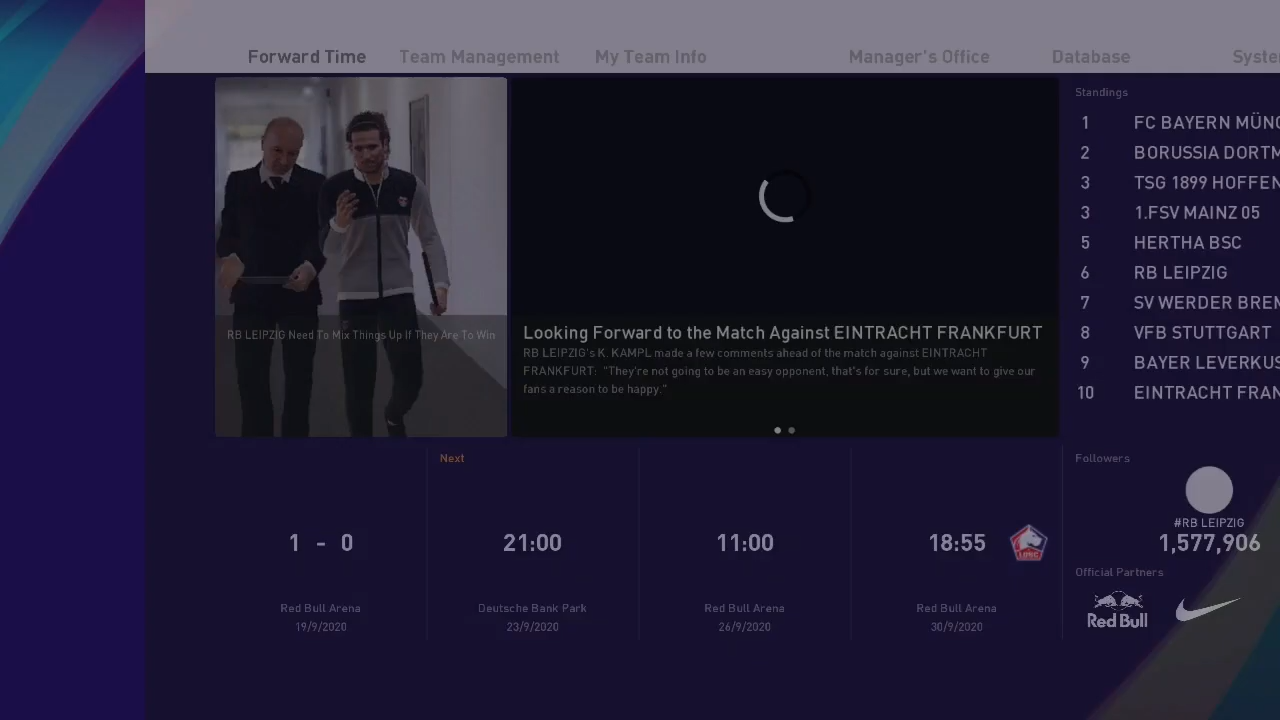 Forward Time Team Management My Team Info Manager's Office Database Syste
Standings
1 FC BAYERN MÜNC
2 BORUSSIA DORTM
3 TSG 1899 HOFFEN
3 1.FSV MAINZ 05
5 HERTHA BSC
6 RB LEIPZIG
7 SV WERDER BREM
8 VFB STUTTGART
9 BAYER LEVERKUS
10 EINTRACHT FRAN
RB LEIPZIG Need To Mix Things Up If They Are To Win
Looking Forward to the Match Against EINTRACHT FRANKFURT
RB LEIPZIG's K. KAMPL made a few comments ahead of the match against EINTRACHT
FRANKFURT: "They're not going to be an easy opponent, that's for sure, but we want to give our
fans a reason to be happy."
1 - 0
Red Bull Arena
19/9/2020
Next
21:00
Deutsche Bank Park
23/9/2020
11:00
Red Bull Arena
26/9/2020
18:55
LOSC
Red Bull Arena
30/9/2020
Followers
#RB LEIPZIG
1,577,906
Official Partners
Red Bull